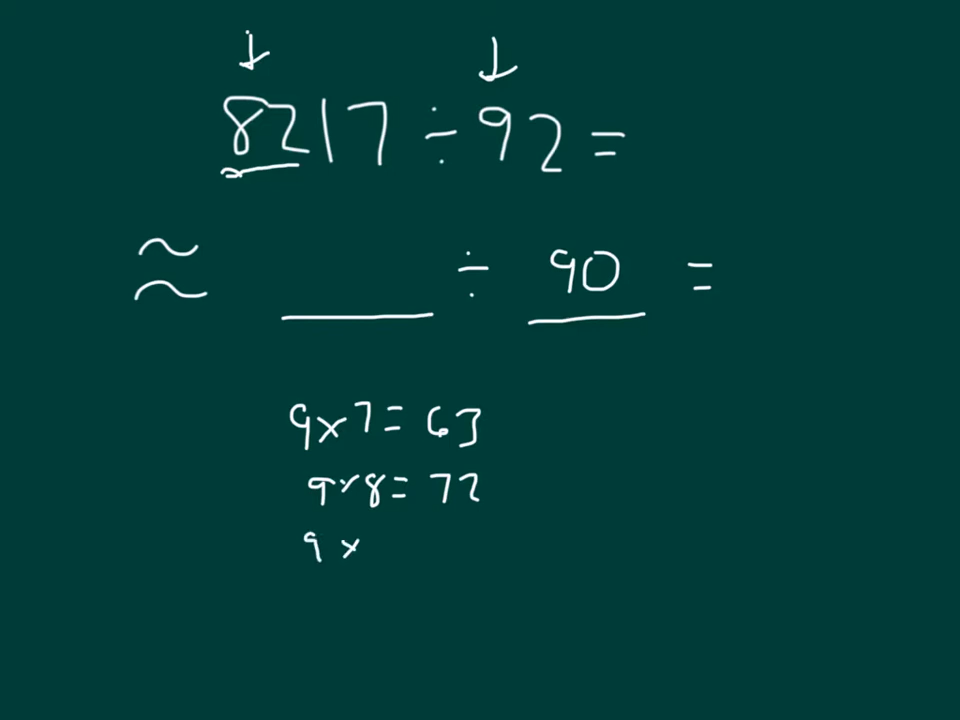 8217 ÷ 92 =
≈ ____ ÷ 90 =
9 × 7 = 63
9 × 8 = 72
9 ×